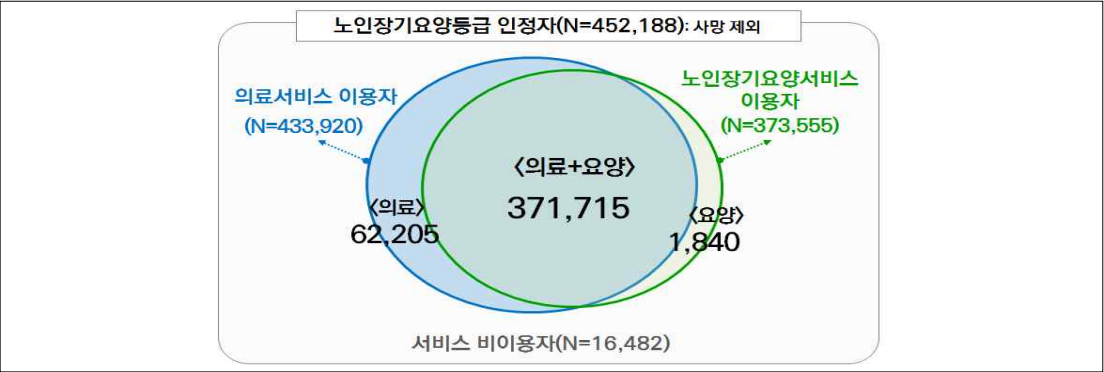 노인장기요양등급 인정자(N=452,188): 사망 제외
의료서비스 이용자
(N=433,920)
노인장기요양서비스
이용자
(N=373,555)
<의료+요양>
371,715
<의료>
62,205
<요양>
1,840
서비스 비이용자(N=16,482)